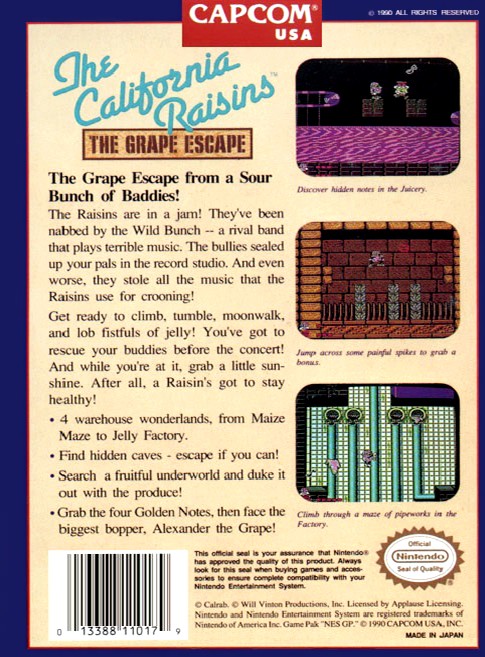 CAPCOM®
USA
© 1990 ALL RIGHTS RESERVED
The
California
Raisins™
THE GRAPE ESCAPE
The Grape Escape from a Sour
Bunch of Baddies!
The Raisins are in a jam! They've been
nabbed by the Wild Bunch -- a rival band
that plays terrible music. The bullies sealed
up your pals in the record studio. And even
worse, they stole all the music that the
Raisins use for crooning!
Get ready to climb, tumble, moonwalk,
and lob fistfuls of jelly! You've got to
rescue your buddies before the concert!
And while you're at it, grab a little sun-
shine. After all, a Raisin's got to stay
healthy!
• 4 warehouse wonderlands, from Maize
Maze to Jelly Factory.
• Find hidden caves - escape if you can!
• Search a fruitful underworld and duke it
out with the produce!
• Grab the four Golden Notes, then face the
biggest bopper, Alexander the Grape!
Discover hidden notes in the Juicery.
Jump across some painful spikes to grab a
bonus.
Climb through a maze of pipeworks in the
Factory.
This official seal is your assurance that Nintendo®
has approved the quality of this product. Always
look for this seal when buying games and acces-
sories to ensure complete compatibility with your
Nintendo Entertainment System.
Official
Nintendo
Seal of Quality
© Calrab. © Will Vinton Productions, Inc. Licensed by Applause Licensing.
Nintendo and Nintendo Entertainment System are registered trademarks of
Nintendo of America Inc. Game Pak "NES GP." © 1990 CAPCOM USA, INC.
MADE IN JAPAN
0 13388 11017 9